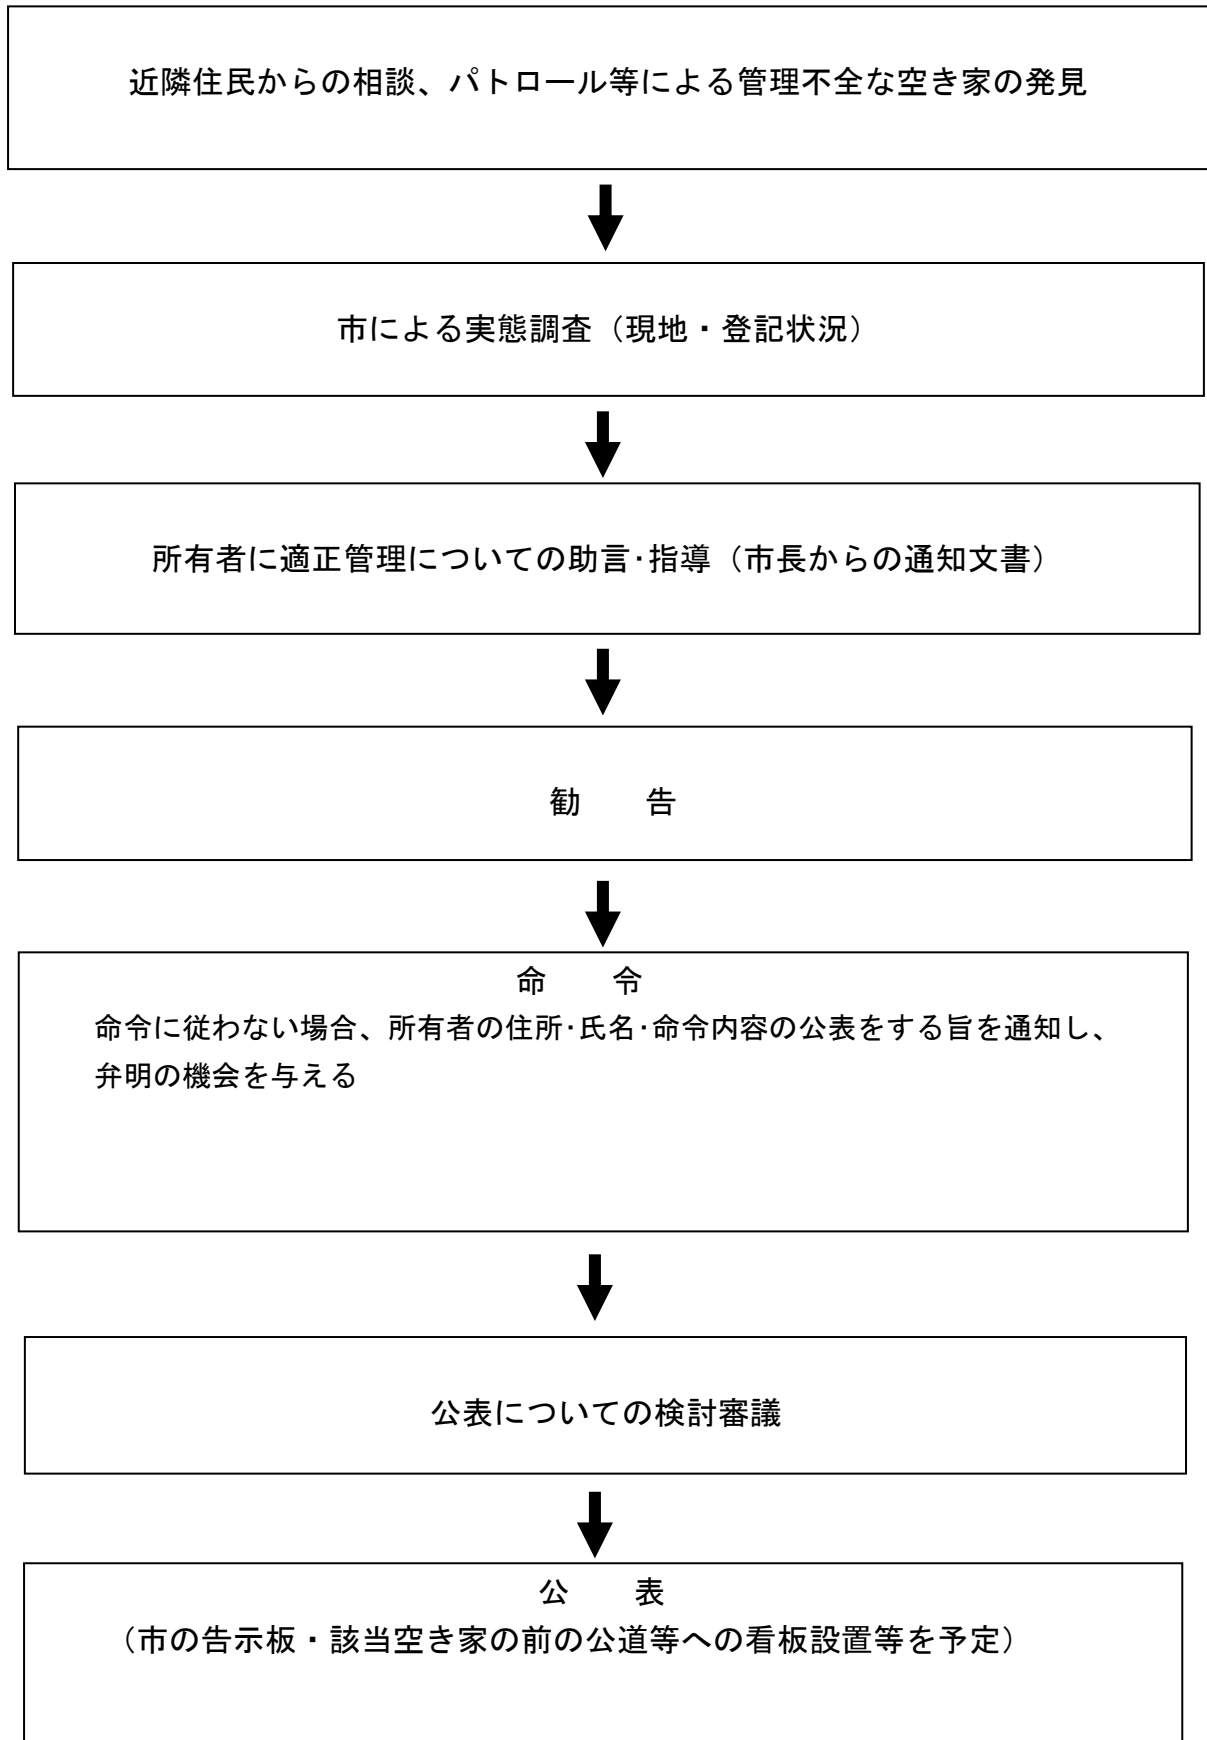 近隣住民からの相談、パトロール等による管理不全な空き家の発見
市による実態調査（現地・登記状況）
所有者に適正管理についての助言･指導（市長からの通知文書）
勧　　告
命　　令
命令に従わない場合、所有者の住所･氏名･命令内容の公表をする旨を通知し、
弁明の機会を与える
公表についての検討審議
公　　表
（市の告示板・該当空き家の前の公道等への看板設置等を予定）